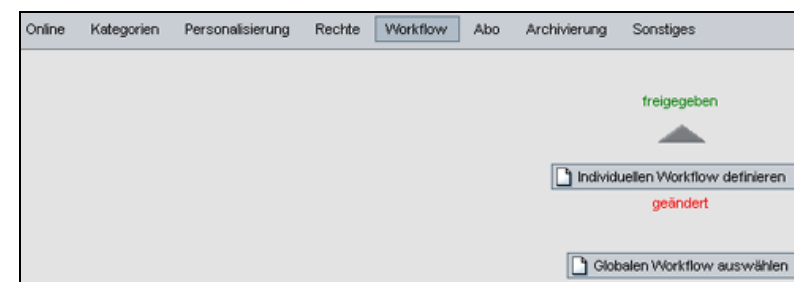 Online Kategorien Personalisierung Rechte Workflow Abo Archivierung Sonstiges
freigegeben
Individuellen Workflow definieren
geändert
Globalen Workflow auswählen